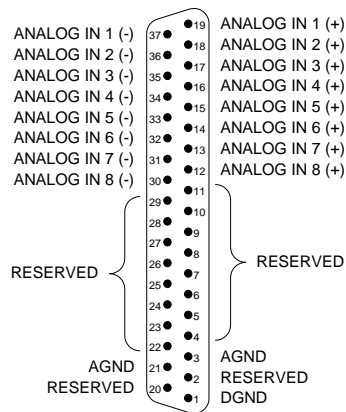 ANALOG IN 1 (-) 37 19 ANALOG IN 1 (+)
ANALOG IN 2 (-) 36 18 ANALOG IN 2 (+)
ANALOG IN 3 (-) 35 17 ANALOG IN 3 (+)
ANALOG IN 4 (-) 34 16 ANALOG IN 4 (+)
ANALOG IN 5 (-) 33 15 ANALOG IN 5 (+)
ANALOG IN 6 (-) 32 14 ANALOG IN 6 (+)
ANALOG IN 7 (-) 31 13 ANALOG IN 7 (+)
ANALOG IN 8 (-) 30 12 ANALOG IN 8 (+)
29 11
28 10
27 9
26 8
RESERVED 25 7 RESERVED
24 6
23 5
22 4
AGND 21 3 AGND
RESERVED 20 2 RESERVED
1 DGND